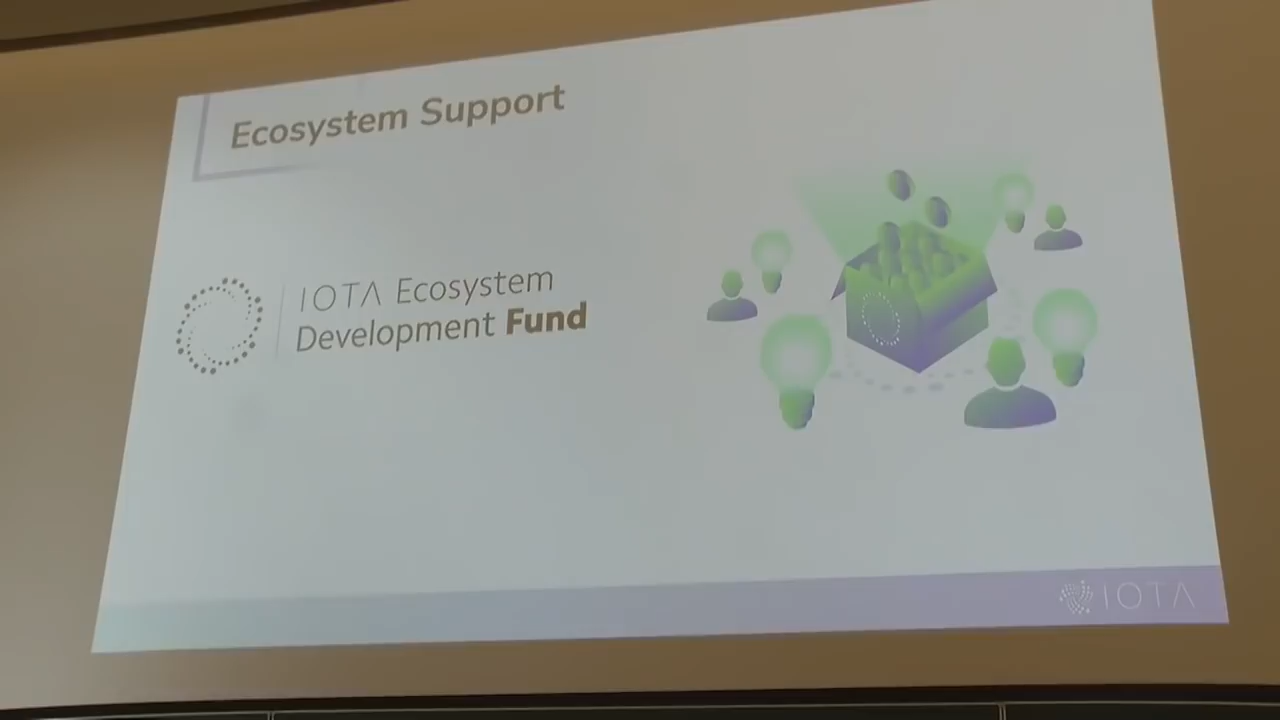 Ecosystem Support
IOTA Ecosystem
Development Fund
IOTA